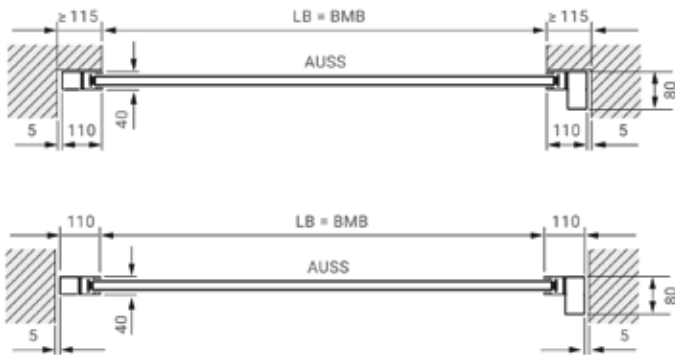 ≥ 115 LB = BMB ≥ 115
AUSS
40 80
5 110 110 5
110 LB = BMB 110
AUSS
40 80
5 5